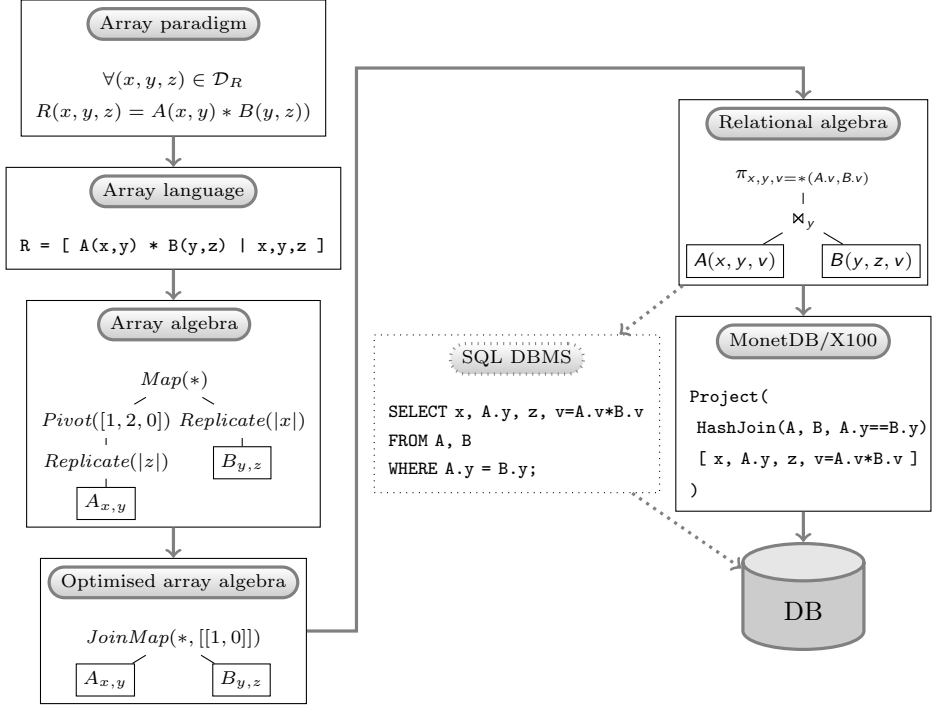 Array paradigm
∀(x, y, z) ∈ 𝒟_R
R(x, y, z) = A(x, y) * B(y, z))
Array language
R = [ A(x,y) * B(y,z) | x,y,z ]
Array algebra
Map(*)
Pivot([1, 2, 0]) Replicate(|x|)
Replicate(|z|) B_{y,z}
A_{x,y}
Optimised array algebra
JoinMap(*, [[1, 0]])
A_{x,y} B_{y,z}
Relational algebra
π_{x,y,v=*(A.v,B.v)}
⋈_y
A(x, y, v) B(y, z, v)
SQL DBMS
SELECT x, A.y, z, v=A.v*B.v
FROM A, B
WHERE A.y = B.y;
MonetDB/X100
Project(
HashJoin(A, B, A.y==B.y)
[ x, A.y, z, v=A.v*B.v ]
)
DB